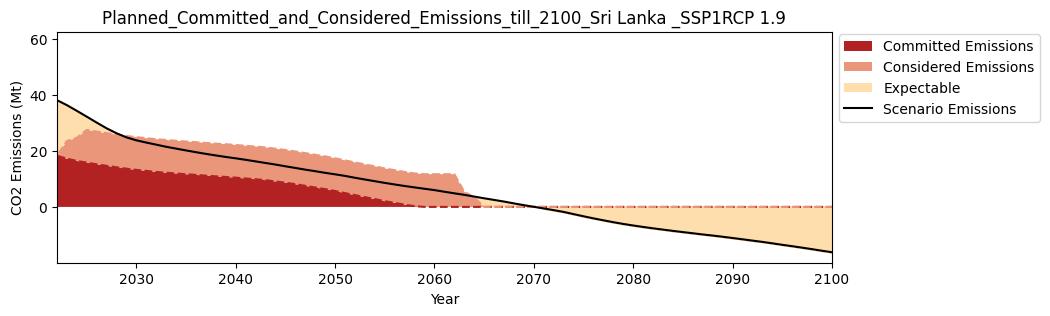 Planned_Committed_and_Considered_Emissions_till_2100_Sri Lanka _SSP1RCP 1.9
60
40
20
0
CO2 Emissions (Mt)
2030 2040 2050 2060 2070 2080 2090 2100
Year
Committed Emissions
Considered Emissions
Expectable
Scenario Emissions